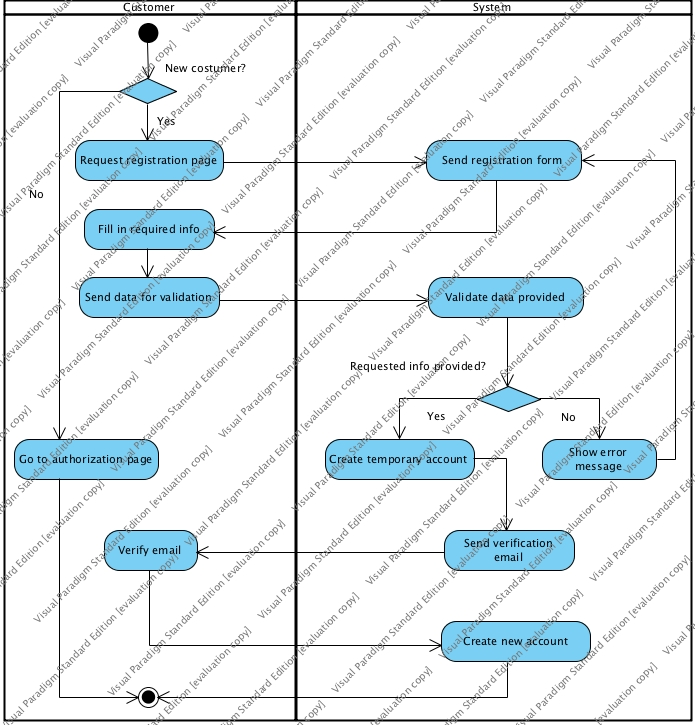 Customer
System
New costumer?
Yes
Request registration page
Send registration form
No
Fill in required info
Send data for validation
Validate data provided
Requested info provided?
Yes
No
Go to authorization page
Create temporary account
Show error
message
Verify email
Send verification
email
Create new account
Visual Paradigm Standard Edition [evaluation copy]